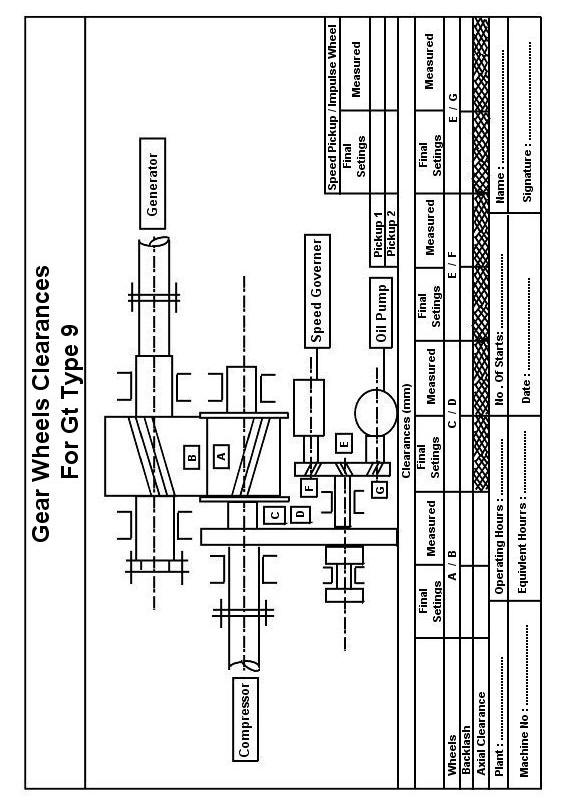 Gear Wheels Clearances
For Gt Type 9
Generator
Compressor
Speed Governer
Oil Pump
B
A
C
D
E
F
G
Speed Pickup / Impulse Wheel
Final
Setings
Measured
Pickup 1
Pickup 2
Clearances (mm)
Final
Setings
Measured
Final
Setings
Measured
Final
Setings
Measured
Final
Setings
Measured
Wheels
A / B
C / D
E / F
E / G
Backlash
Axial Clearance
Plant : ................
Operating Hours : ................
No . Of Starts: ................
Name : ................
Machine No : ................
Equivlent Hourrs : ................
Date : ................
Signature : ................